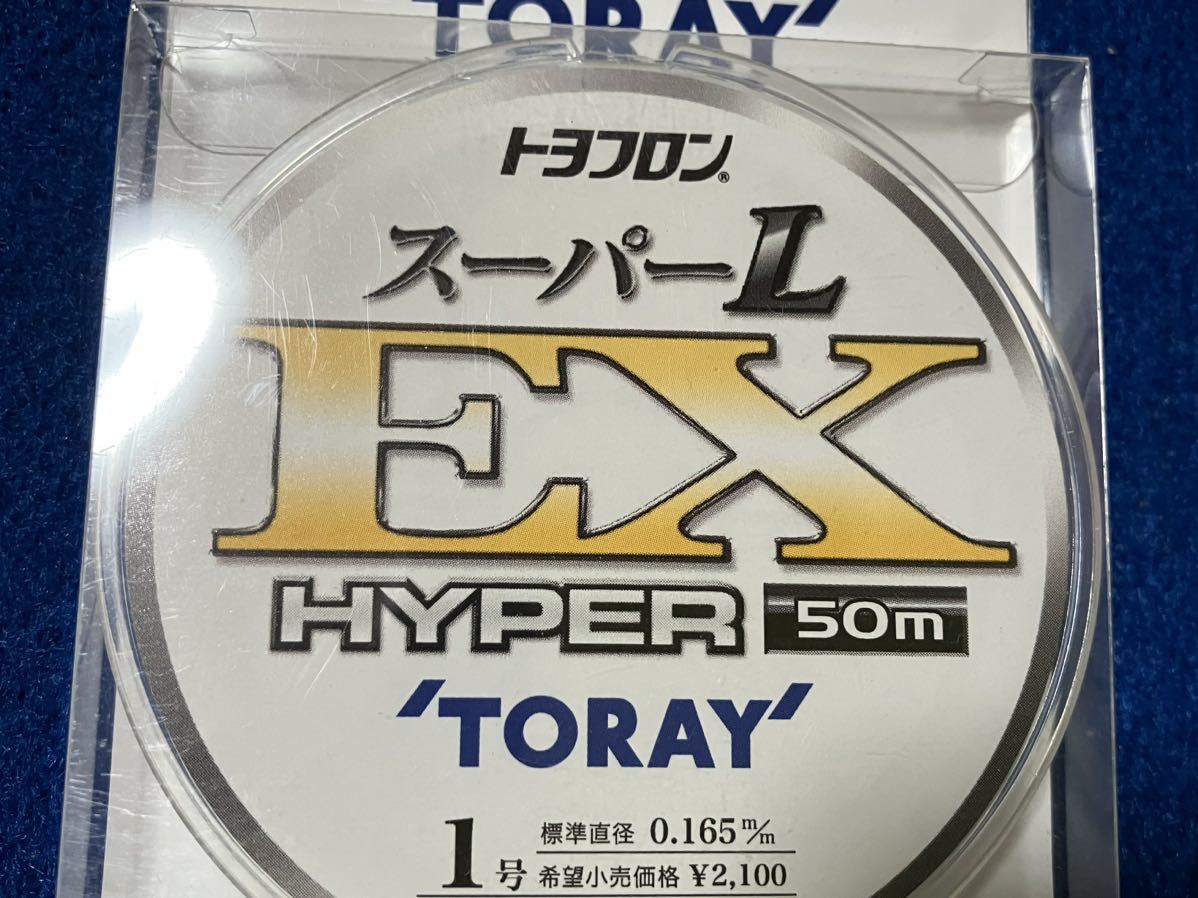 'TORAY'
トヨフロン®
スーパーL
EX
HYPER 50m
'TORAY'
1号 標準直径 0.165m/m
希望小売価格 ¥2,100